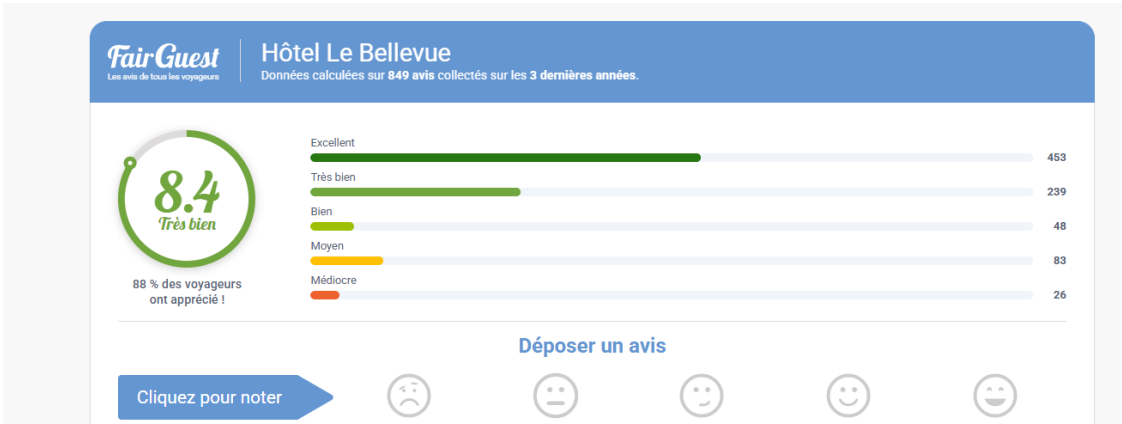 Fair Guest
Les avis de tous les voyageurs
Hôtel Le Bellevue
Données calculées sur 849 avis collectés sur les 3 dernières années.
8.4
Très bien
88 % des voyageurs
ont apprécié !
Excellent
453
Très bien
239
Bien
48
Moyen
83
Médiocre
26
Déposer un avis
Cliquez pour noter